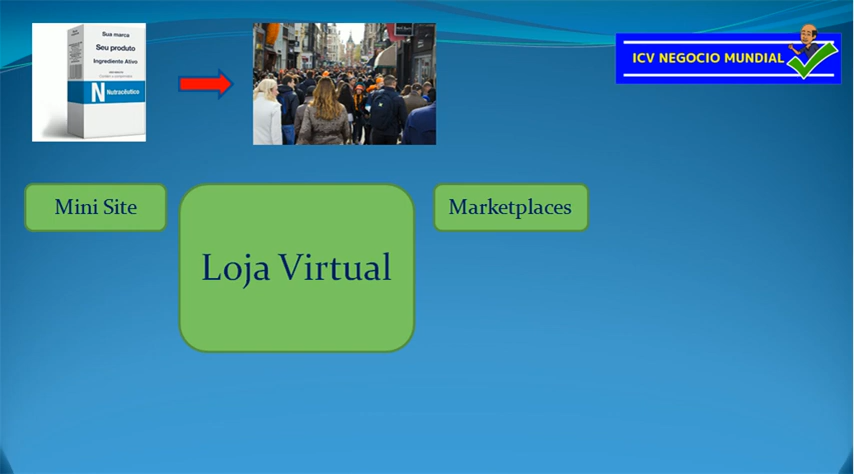 Sua marca
Seu produto
Ingrediente Ativo
N Nutracêutico
ICV NEGOCIO MUNDIAL
Mini Site
Loja Virtual
Marketplaces